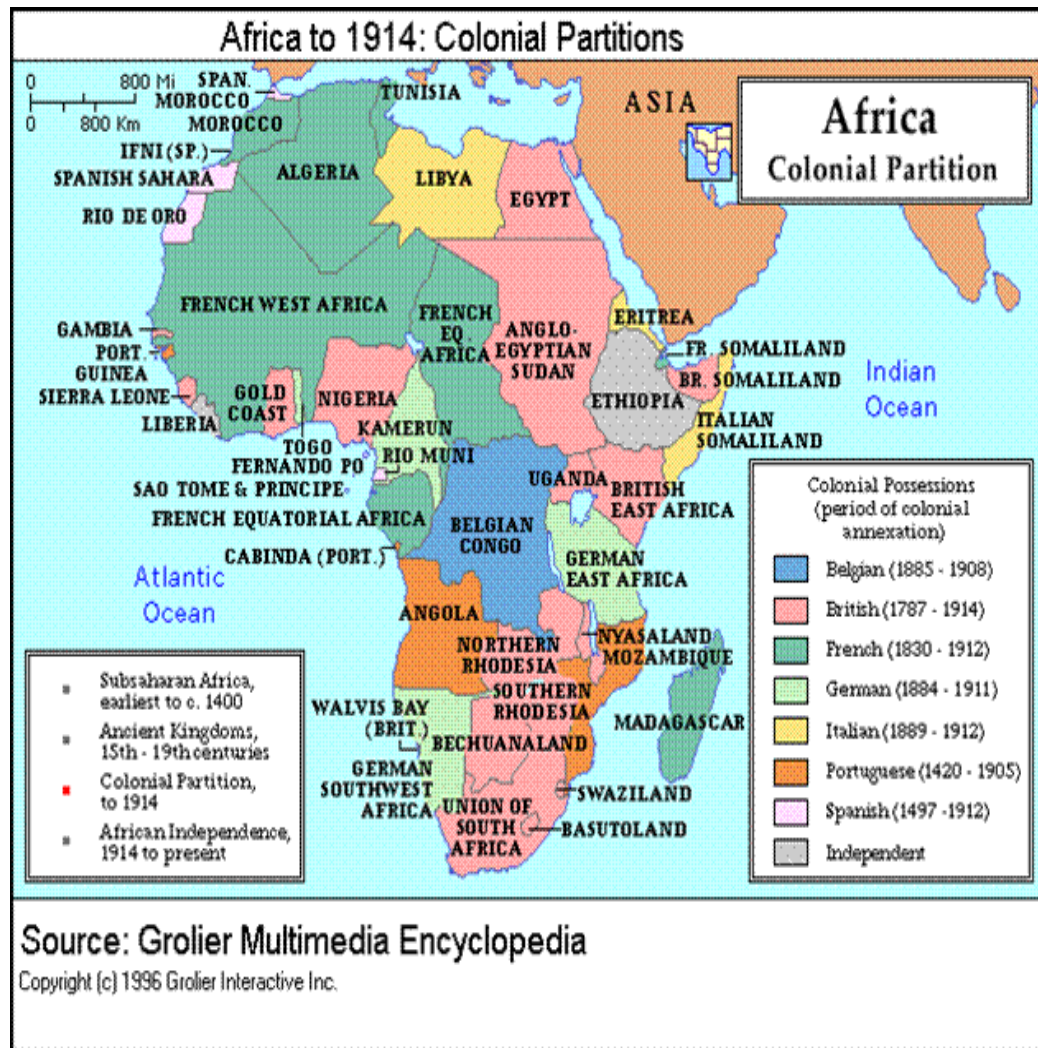 Africa to 1914: Colonial Partitions
0 800 Mi
0 800 Km
Africa
Colonial Partition
ASIA
SPAN.
MOROCCO
MOROCCO
IFNI (SP.)
SPANISH SAHARA
RIO DE ORO
TUNISIA
ALGERIA
LIBYA
EGYPT
FRENCH WEST AFRICA
FRENCH
EQ.
AFRICA
ANGLO-
EGYPTIAN
SUDAN
ERITREA
FR. SOMALILAND
BR. SOMALILAND
ETHIOPIA
ITALIAN
SOMALILAND
Indian
Ocean
GAMBIA
PORT.
GUINEA
SIERRA LEONE
LIBERIA
GOLD
COAST
TOGO
NIGERIA
KAMERUN
FERNANDO PO
RIO MUNI
SAO TOME & PRINCIPE
FRENCH EQUATORIAL AFRICA
CABINDA (PORT.)
UGANDA
BRITISH
EAST AFRICA
BELGIAN
CONGO
GERMAN
EAST AFRICA
Atlantic
Ocean
ANGOLA
NORTHERN
RHODESIA
NYASALAND
MOZAMBIQUE
SOUTHERN
RHODESIA
MADAGASCAR
WALVIS BAY
(BRIT.)
BECHUANALAND
GERMAN
SOUTHWEST
AFRICA
SWAZILAND
UNION OF
SOUTH
AFRICA
BASUTOLAND
Colonial Possessions
(period of colonial
annexation)
Belgian (1885 - 1908)
British (1787 - 1914)
French (1830 - 1912)
German (1884 - 1911)
Italian (1889 - 1912)
Portuguese (1420 - 1905)
Spanish (1497 -1912)
Independent
Subsaharan Africa,
earliest to c. 1400
Ancient Kingdoms,
15th - 19th centuries
Colonial Partition,
to 1914
African Independence,
1914 to present
Source: Grolier Multimedia Encyclopedia
Copyright (c) 1996 Grolier Interactive Inc.